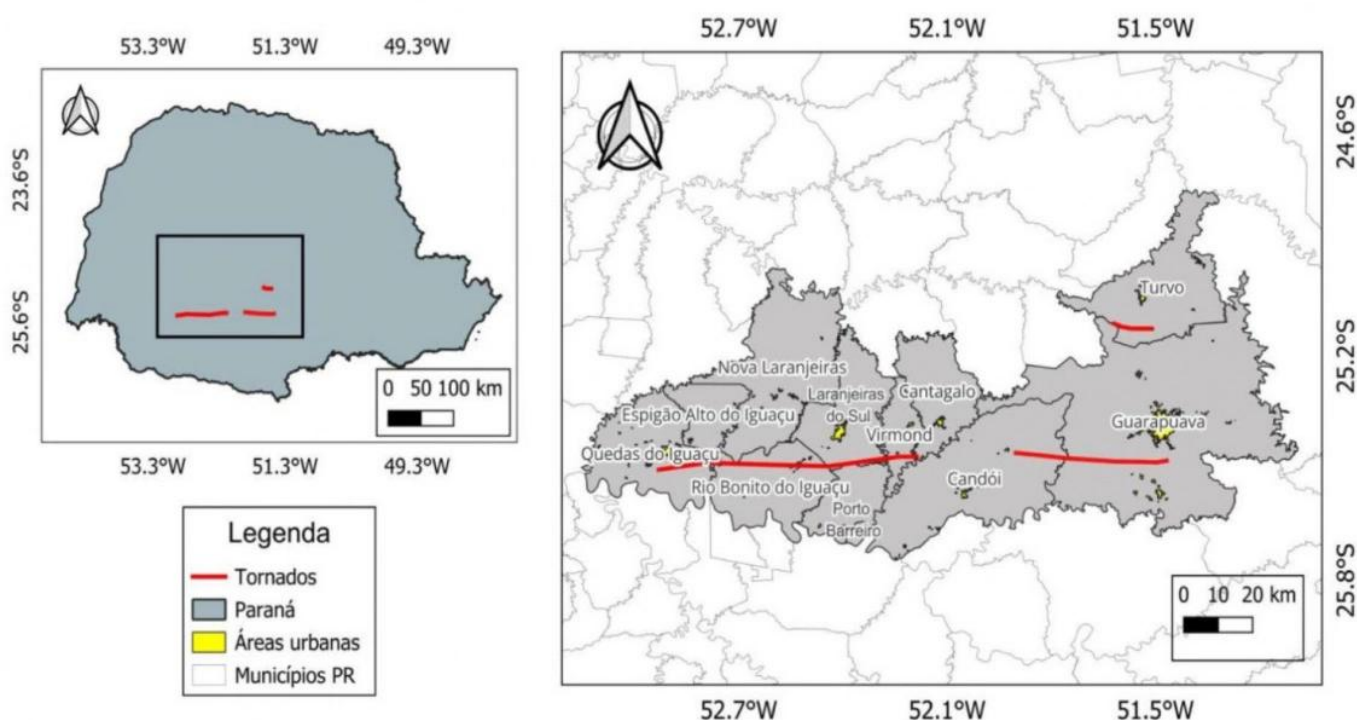 53.3°W 51.3°W 49.3°W
23.6°S
25.6°S
0 50 100 km
53.3°W 51.3°W 49.3°W
Legenda
Tornados
Paraná
Áreas urbanas
Municípios PR
52.7°W 52.1°W 51.5°W
24.6°S
25.2°S
25.8°S
Turvo
Nova Laranjeiras
Laranjeiras
do Sul
Cantagalo
Espigão Alto do Iguaçu
Virmond
Guarapuava
Quedas do Iguaçu
Rio Bonito do Iguaçu
Candói
Porto
Barreiro
0 10 20 km
52.7°W 52.1°W 51.5°W